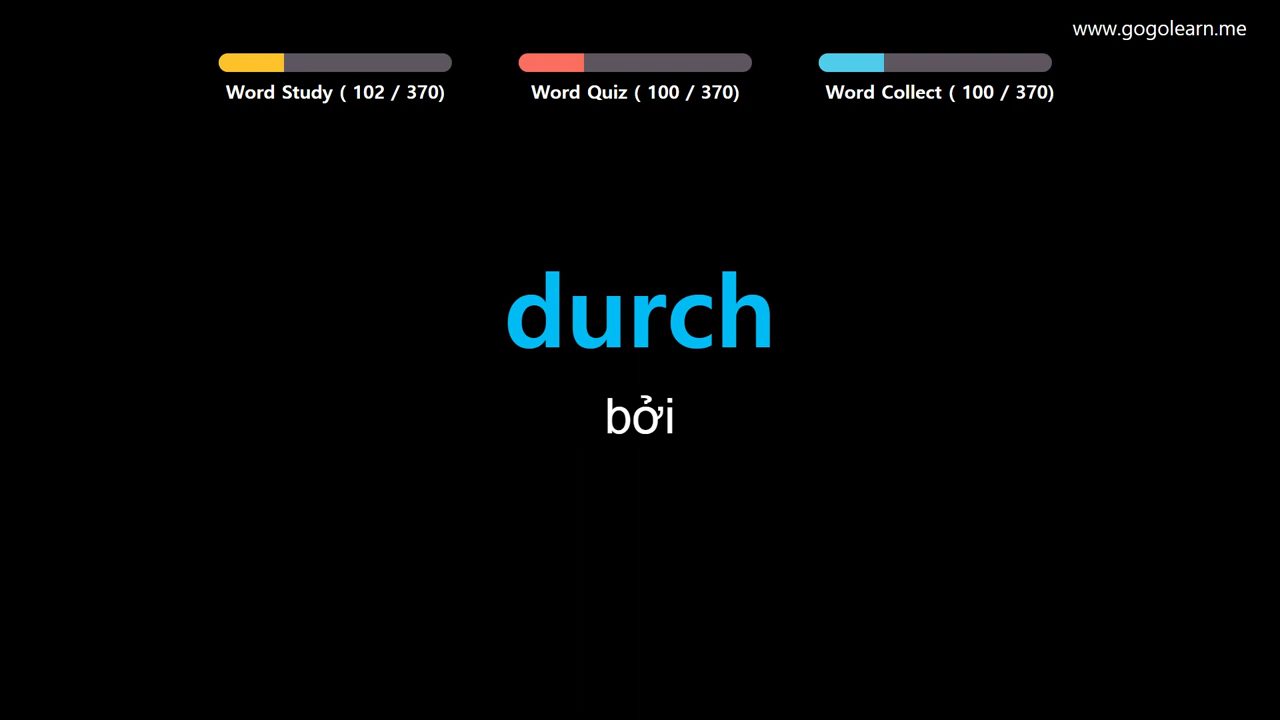 www.gogolearn.me
Word Study ( 102 / 370)
Word Quiz ( 100 / 370)
Word Collect ( 100 / 370)
durch
bởi